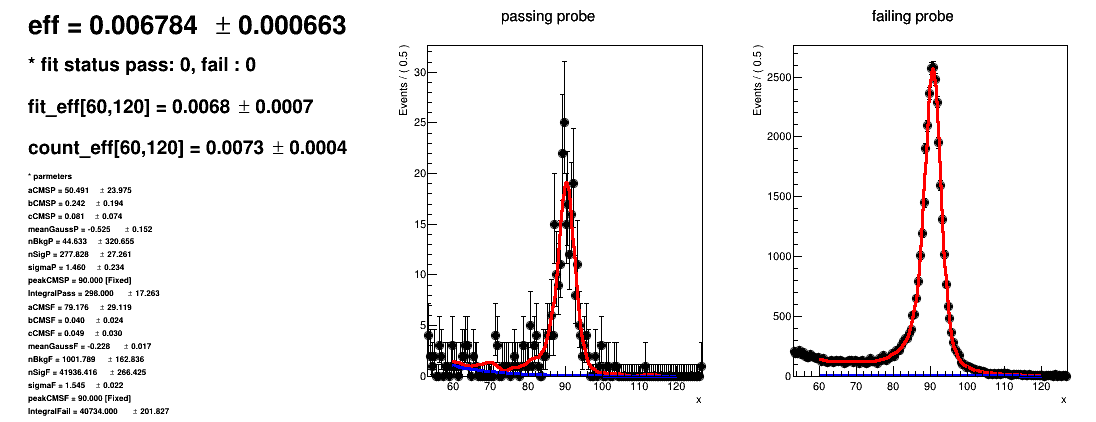 eff = 0.006784 ± 0.000663
* fit status pass: 0, fail : 0
fit_eff[60,120] = 0.0068 ± 0.0007
count_eff[60,120] = 0.0073 ± 0.0004
* parmeters
aCMSP = 50.491 ± 23.975
bCMSP = 0.242 ± 0.194
cCMSP = 0.081 ± 0.074
meanGaussP = -0.525 ± 0.152
nBkgP = 44.633 ± 320.655
nSigP = 277.828 ± 27.261
sigmaP = 1.460 ± 0.234
peakCMSP = 90.000 [Fixed]
IntegralPass = 298.000 ± 17.263
aCMSF = 79.176 ± 29.119
bCMSF = 0.040 ± 0.024
cCMSF = 0.049 ± 0.030
meanGaussF = -0.228 ± 0.017
nBkgF = 1001.789 ± 162.836
nSigF = 41936.416 ± 266.425
sigmaF = 1.545 ± 0.022
peakCMSF = 90.000 [Fixed]
IntegralFail = 40734.000 ± 201.827
passing probe
Events / ( 0.5 )
30
25
20
15
10
5
0
60 70 80 90 100 110 120
x
failing probe
Events / ( 0.5 )
2500
2000
1500
1000
500
0
60 70 80 90 100 110 120
x